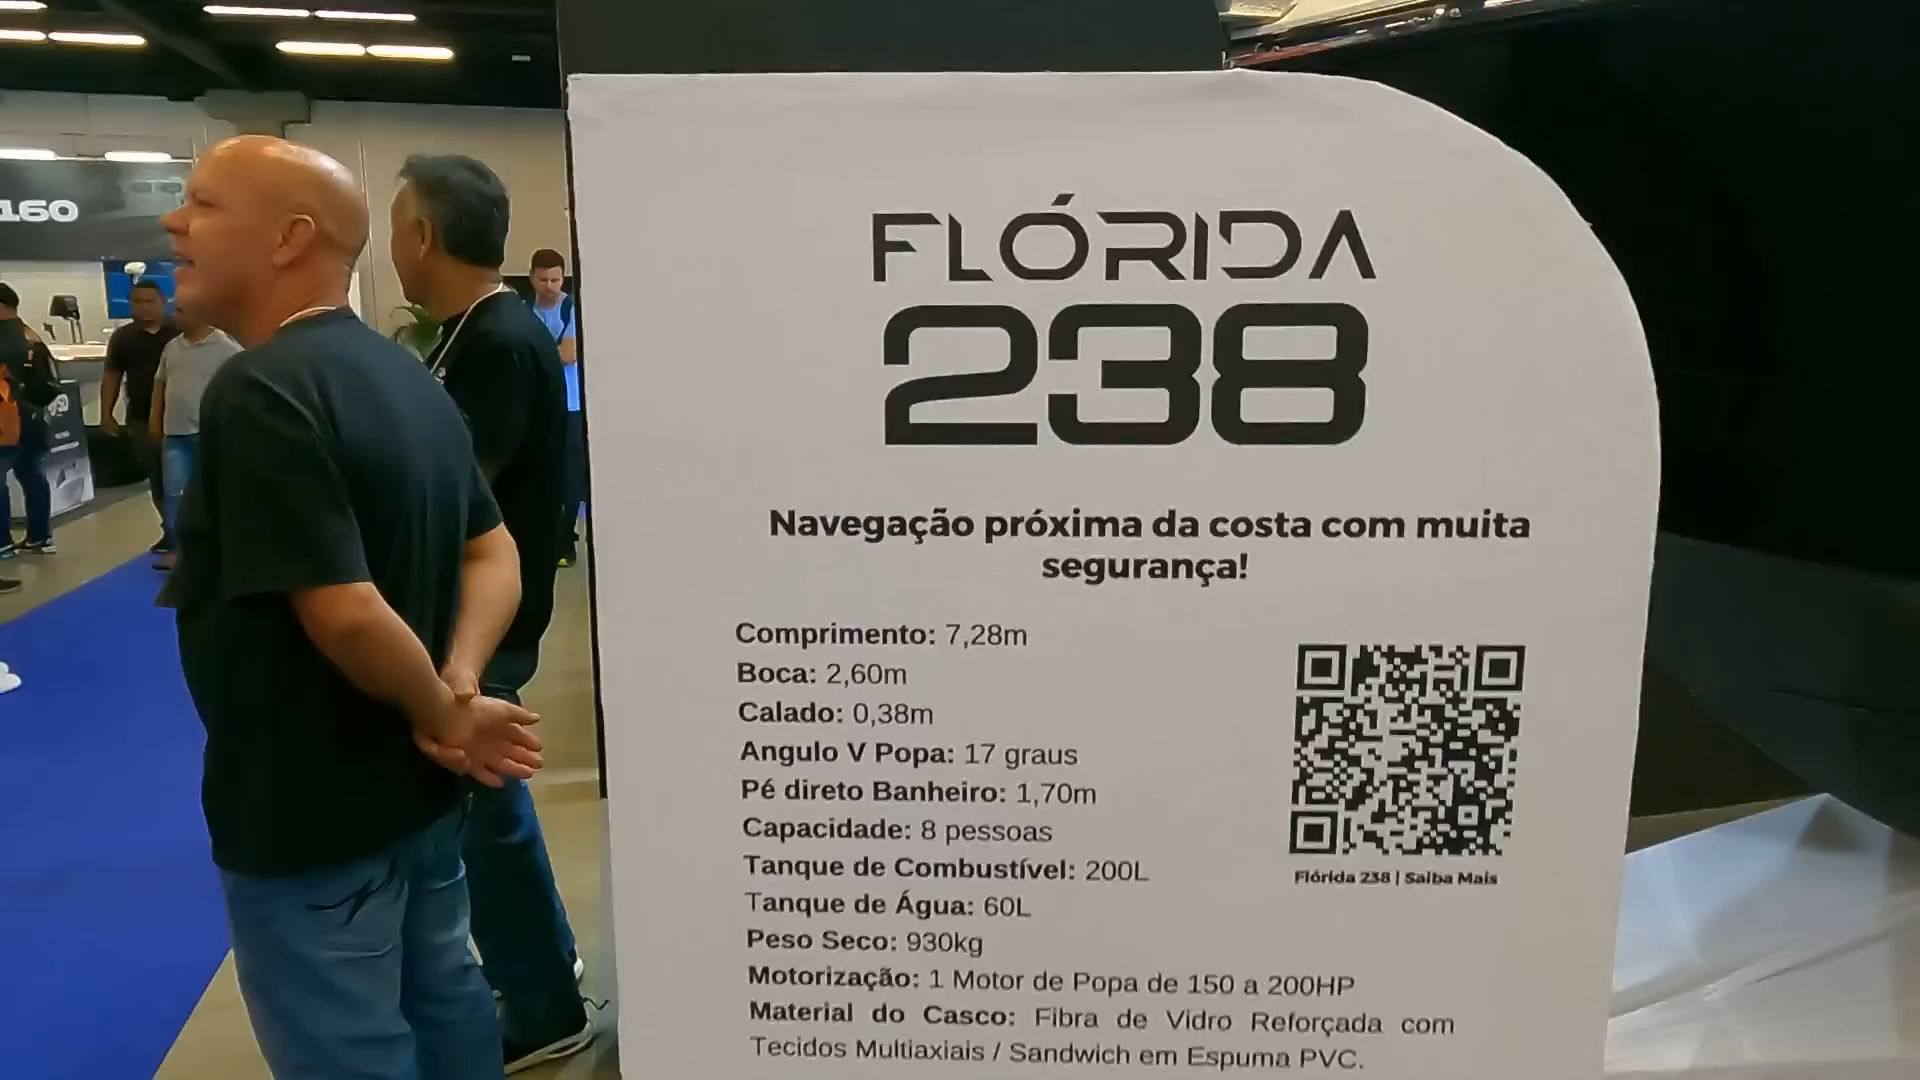 160
FLÓRIDA
238
Navegação próxima da costa com muita
segurança!
Comprimento: 7,28m
Boca: 2,60m
Calado: 0,38m
Angulo V Popa: 17 graus
Pé direto Banheiro: 1,70m
Capacidade: 8 pessoas
Tanque de Combustível: 200L
Tanque de Água: 60L
Peso Seco: 930kg
Motorização: 1 Motor de Popa de 150 a 200HP
Material do Casco: Fibra de Vidro Reforçada com
Tecidos Multiaxiais / Sandwich em Espuma PVC.
Flórida 238 | Saiba Mais